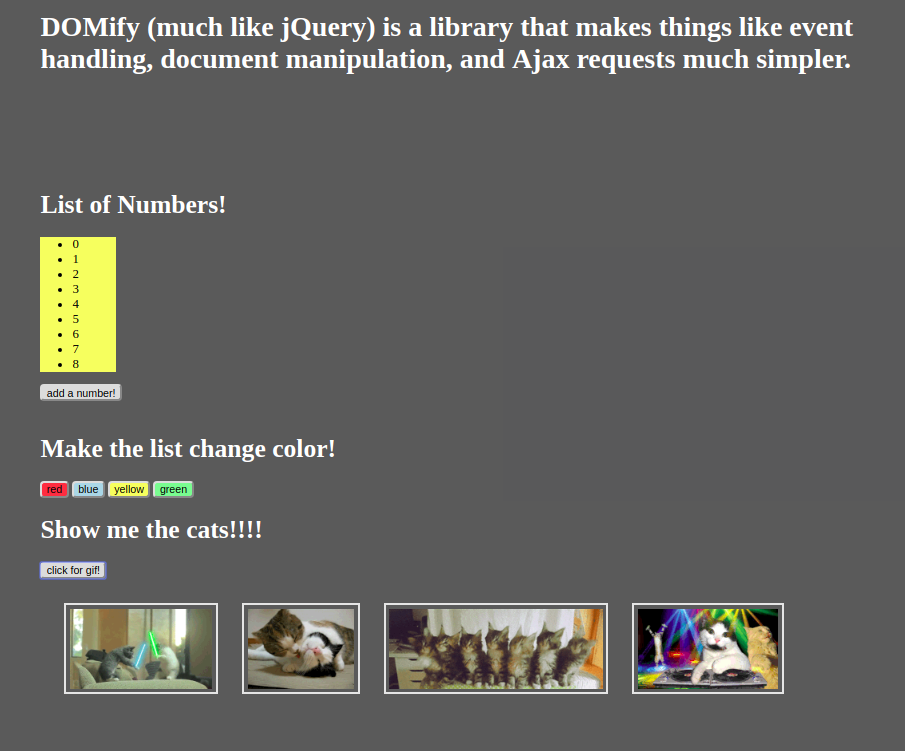 DOMify (much like jQuery) is a library that makes things like event
handling, document manipulation, and Ajax requests much simpler.
List of Numbers!
0
1
2
3
4
5
6
7
8
add a number!
Make the list change color!
red blue yellow green
Show me the cats!!!!
click for gif!